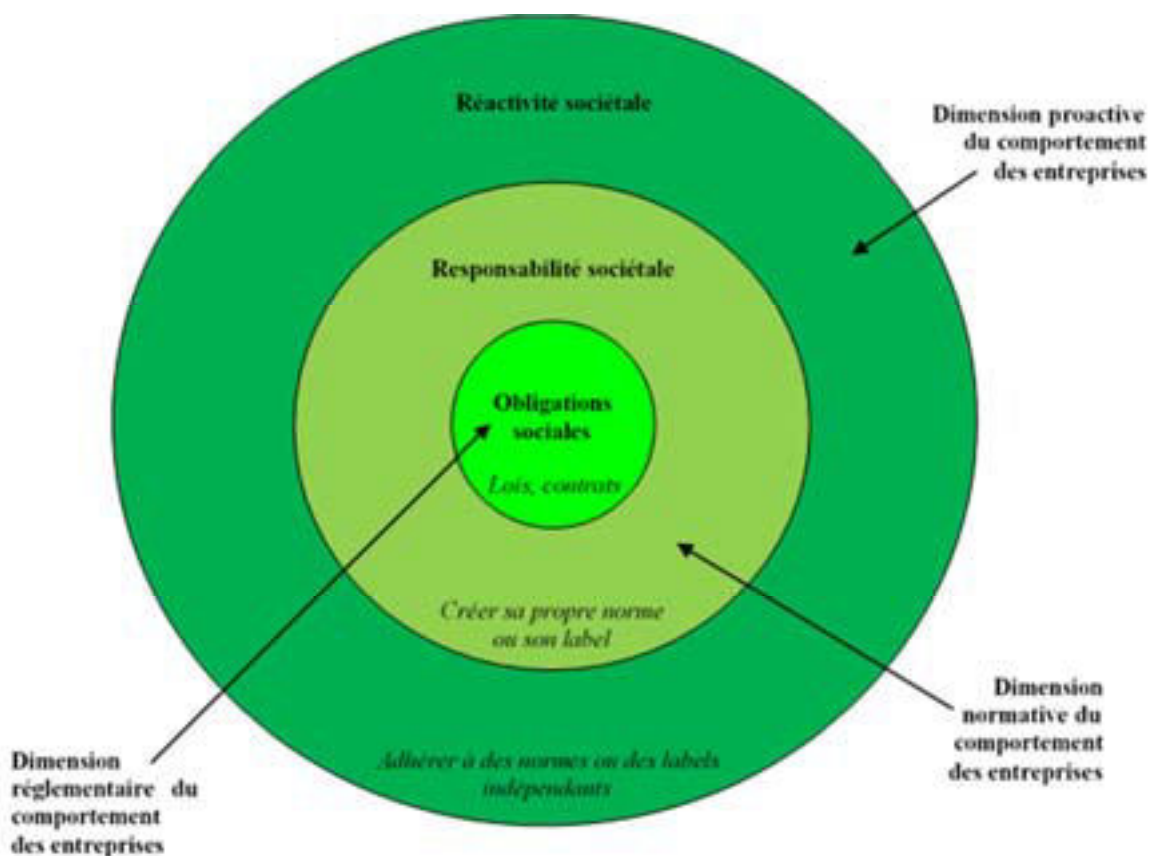 Réactivité sociétale
Dimension proactive
du comportement
des entreprises
Responsabilité sociétale
Obligations
sociales
Lois, contrats
Créer sa propre norme
ou son label
Dimension
normative du
comportement
des entreprises
Adhérer à des normes ou des labels
indépendants
Dimension
réglementaire du
comportement
des entreprises